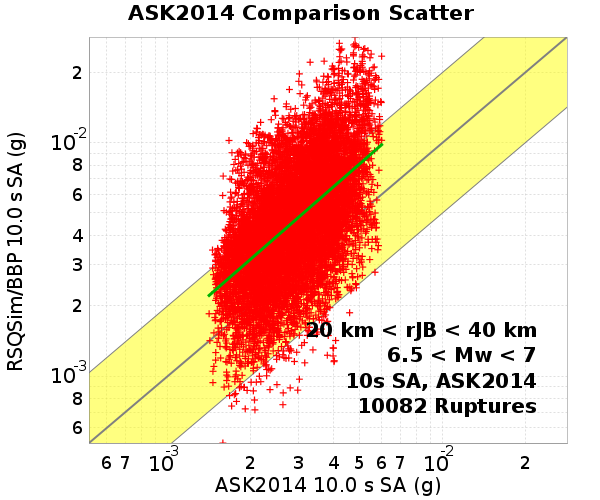 ASK2014 Comparison Scatter
RSQSim/BBP 10.0 s SA (g)
2
10-2
8
6
4
3
2
10-3
8
6
20 km < rJB < 40 km
6.5 < Mw < 7
10s SA, ASK2014
10082 Ruptures
6 7 10-3 2 3 4 5 6 7 10-2 2
ASK2014 10.0 s SA (g)